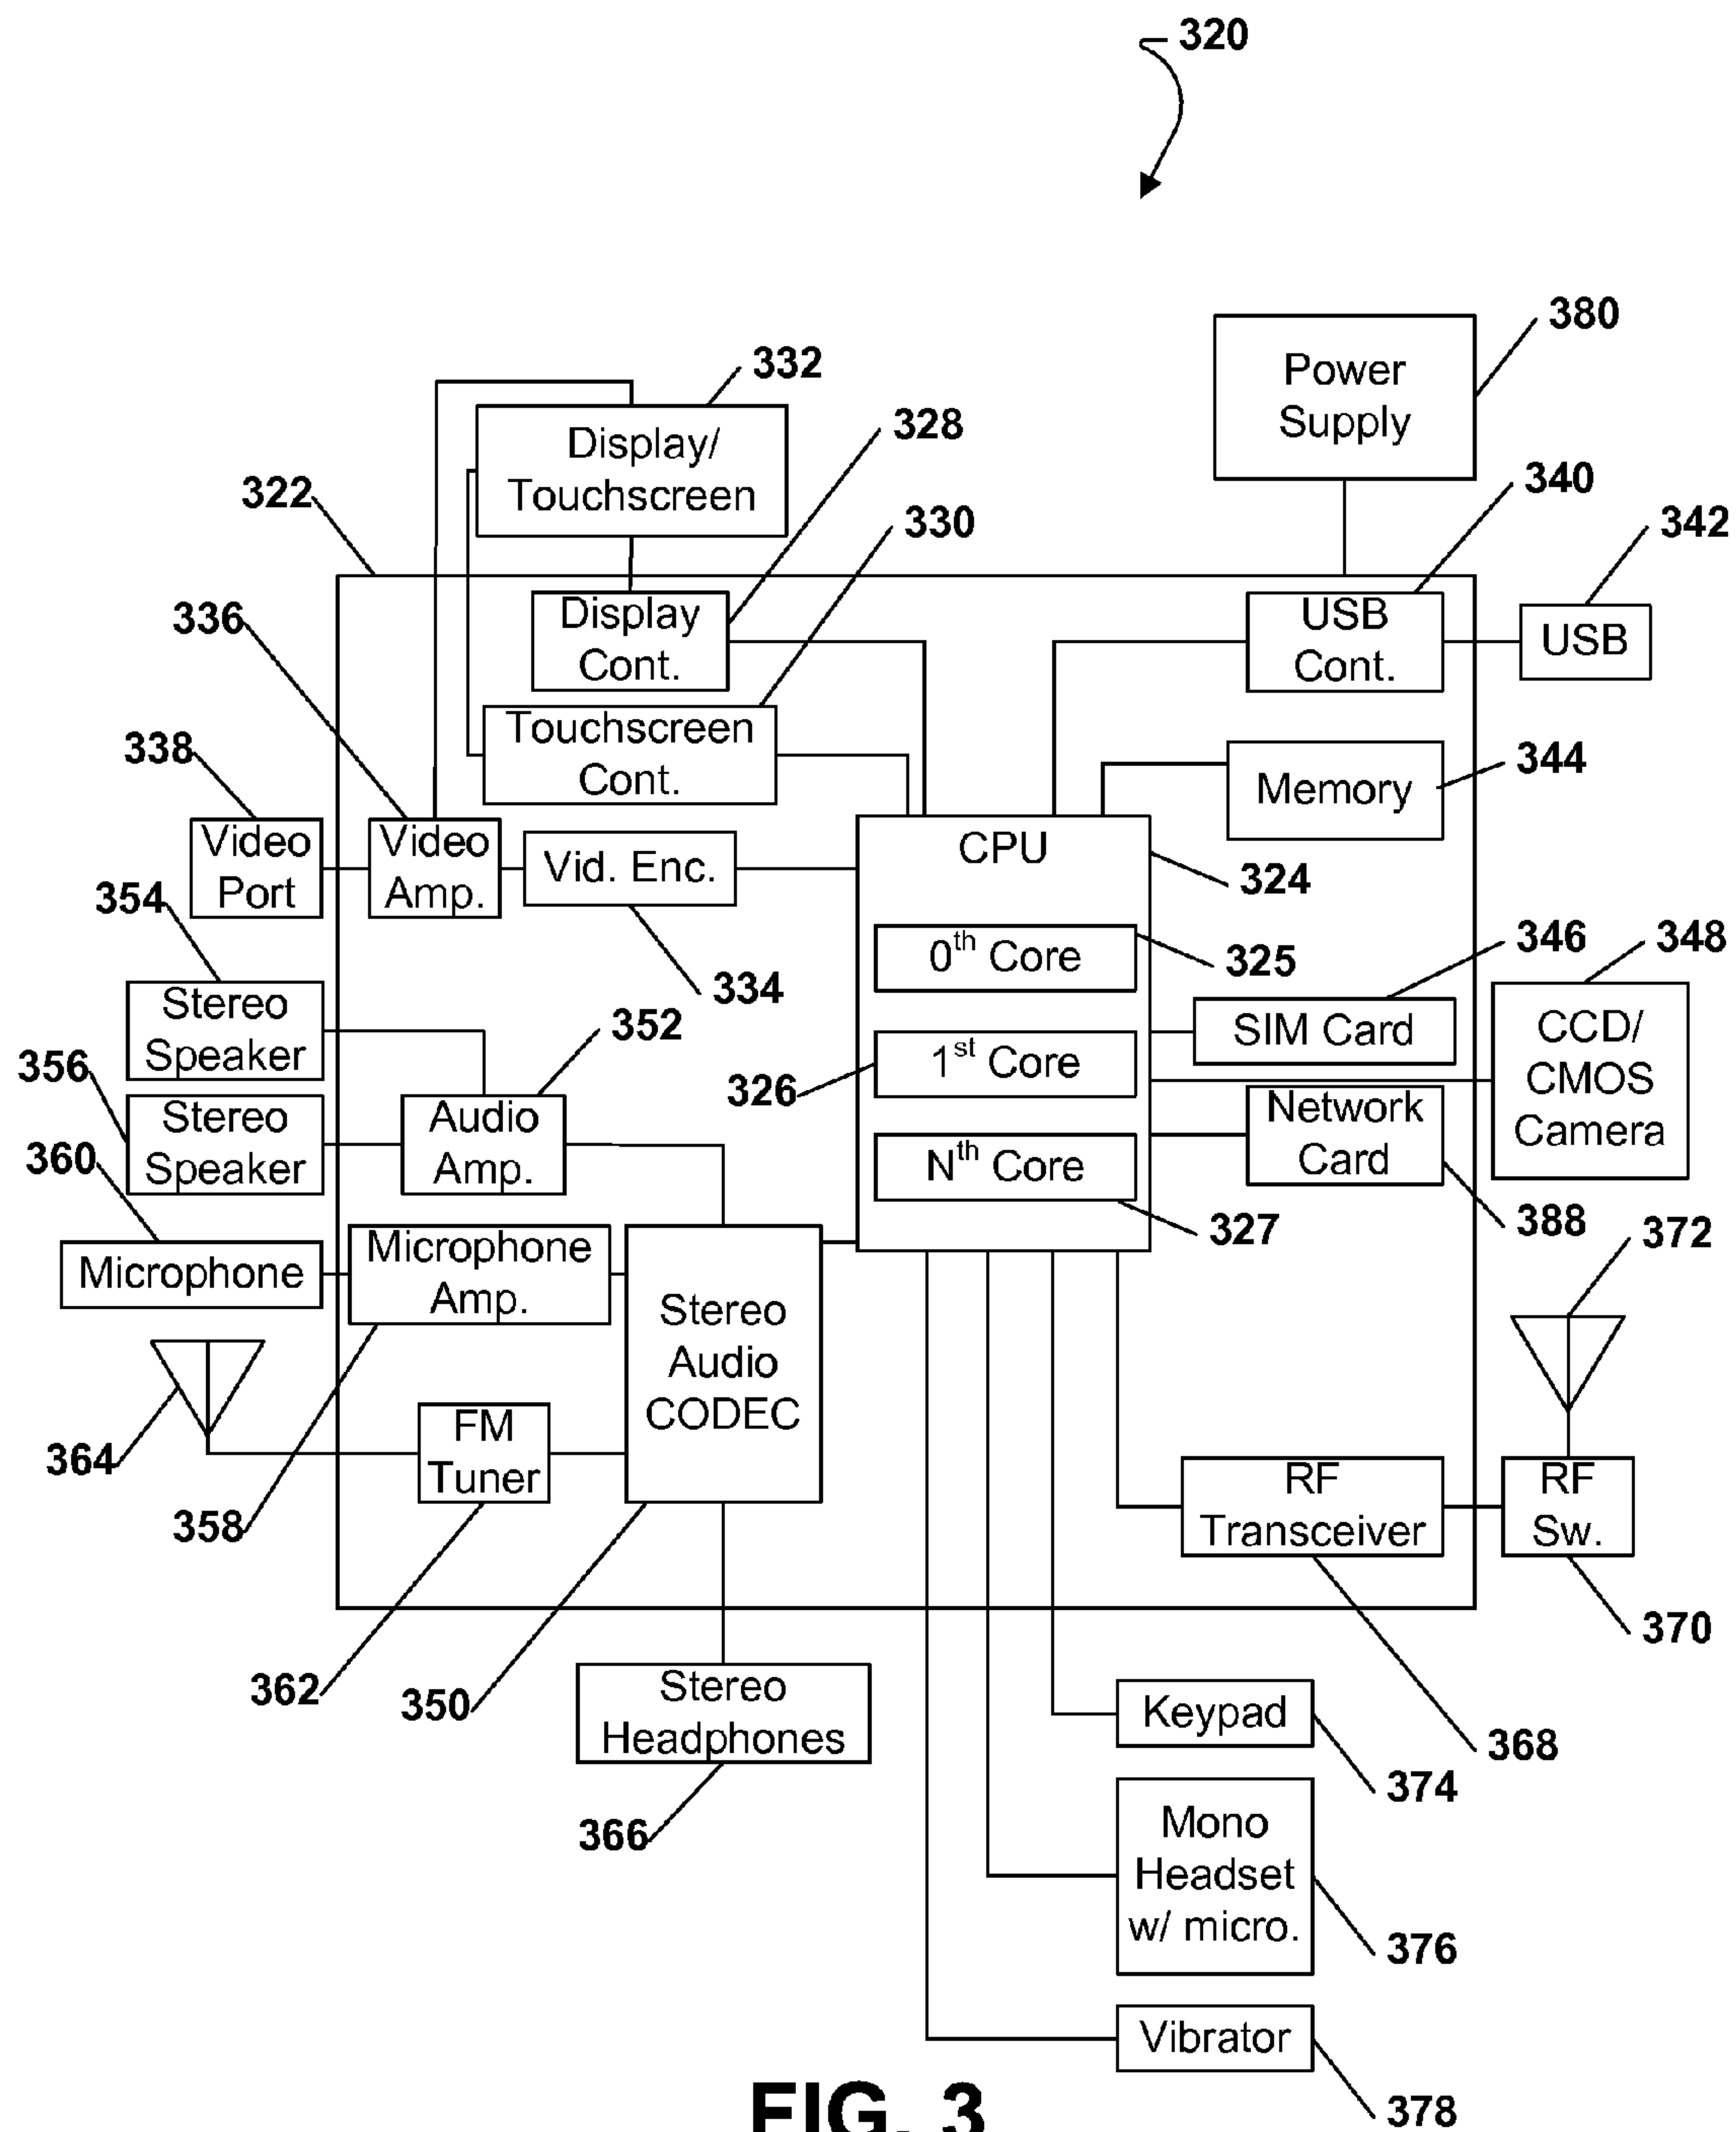 320
380
Power
Supply
332
Display/
Touchscreen
328
322
330
340
342
Display
Cont.
USB
Cont.
USB
336
Touchscreen
Cont.
338
344
Memory
Video
Port
Video
Amp.
Vid. Enc.
CPU
324
354
334
0th Core
325
346
348
Stereo
Speaker
352
1st Core
326
SIM Card
CCD/
CMOS
Camera
356
Stereo
Speaker
Audio
Amp.
Network
Card
360
Nth Core
327
388
372
Microphone
Microphone
Amp.
Stereo
Audio
CODEC
364
FM
Tuner
RF
Transceiver
RF
Sw.
358
370
362
350
Stereo
Headphones
Keypad
368
374
366
Mono
Headset
w/ micro.
376
Vibrator
378
FIG. 3